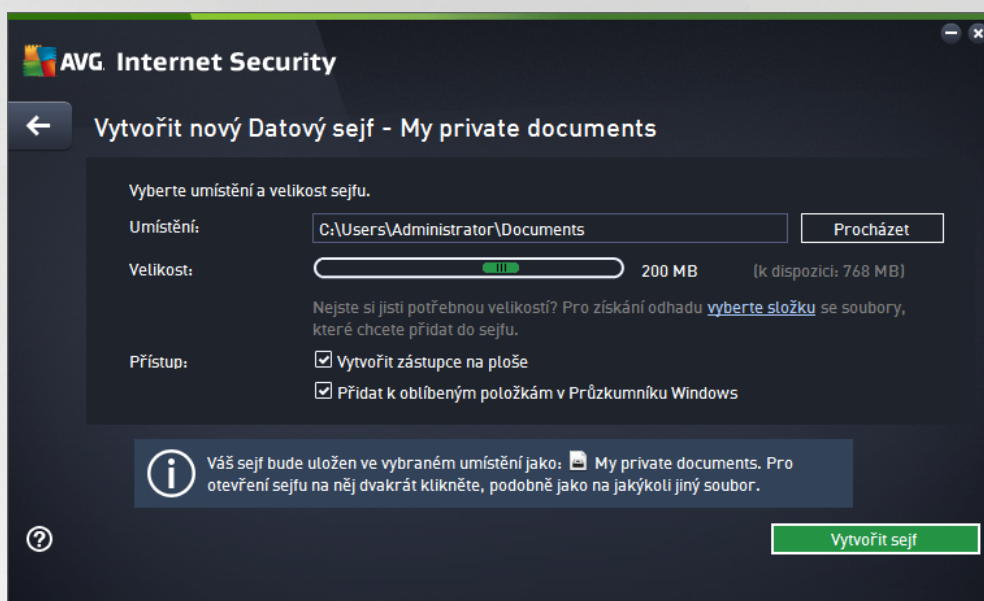 AVG. Internet Security
Vytvořit nový Datový sejf - My private documents
Vyberte umístění a velikost sejfu.
Umístění: C:\Users\Administrator\Documents Procházet
Velikost: 200 MB (k dispozici: 768 MB)
Nejste si jisti potřebnou velikostí? Pro získání odhadu vyberte složku se soubory,
které chcete přidat do sejfu.
Přístup: Vytvořit zástupce na ploše
Přidat k oblíbeným položkám v Průzkumníku Windows
Váš sejf bude uložen ve vybraném umístění jako: My private documents. Pro
otevření sejfu na něj dvakrát klikněte, podobně jako na jakýkoli jiný soubor.
Vytvořit sejf